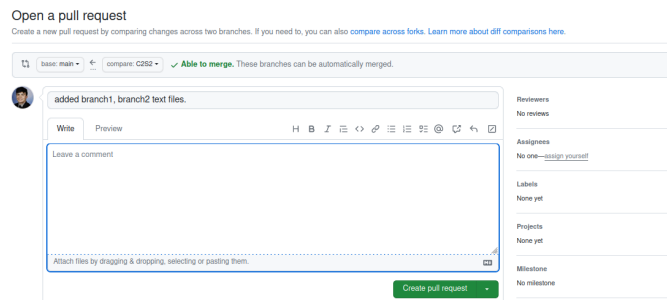 Open a pull request
Create a new pull request by comparing changes across two branches. If you need to, you can also compare across forks. Learn more about diff comparisons here.
base: main
compare: C2S2
Able to merge. These branches can be automatically merged.
added branch1, branch2 text files.
Write
Preview
Leave a comment
Attach files by dragging & dropping, selecting or pasting them.
Create pull request
Reviewers
No reviews
Assignees
No one—assign yourself
Labels
None yet
Projects
None yet
Milestone
No milestone